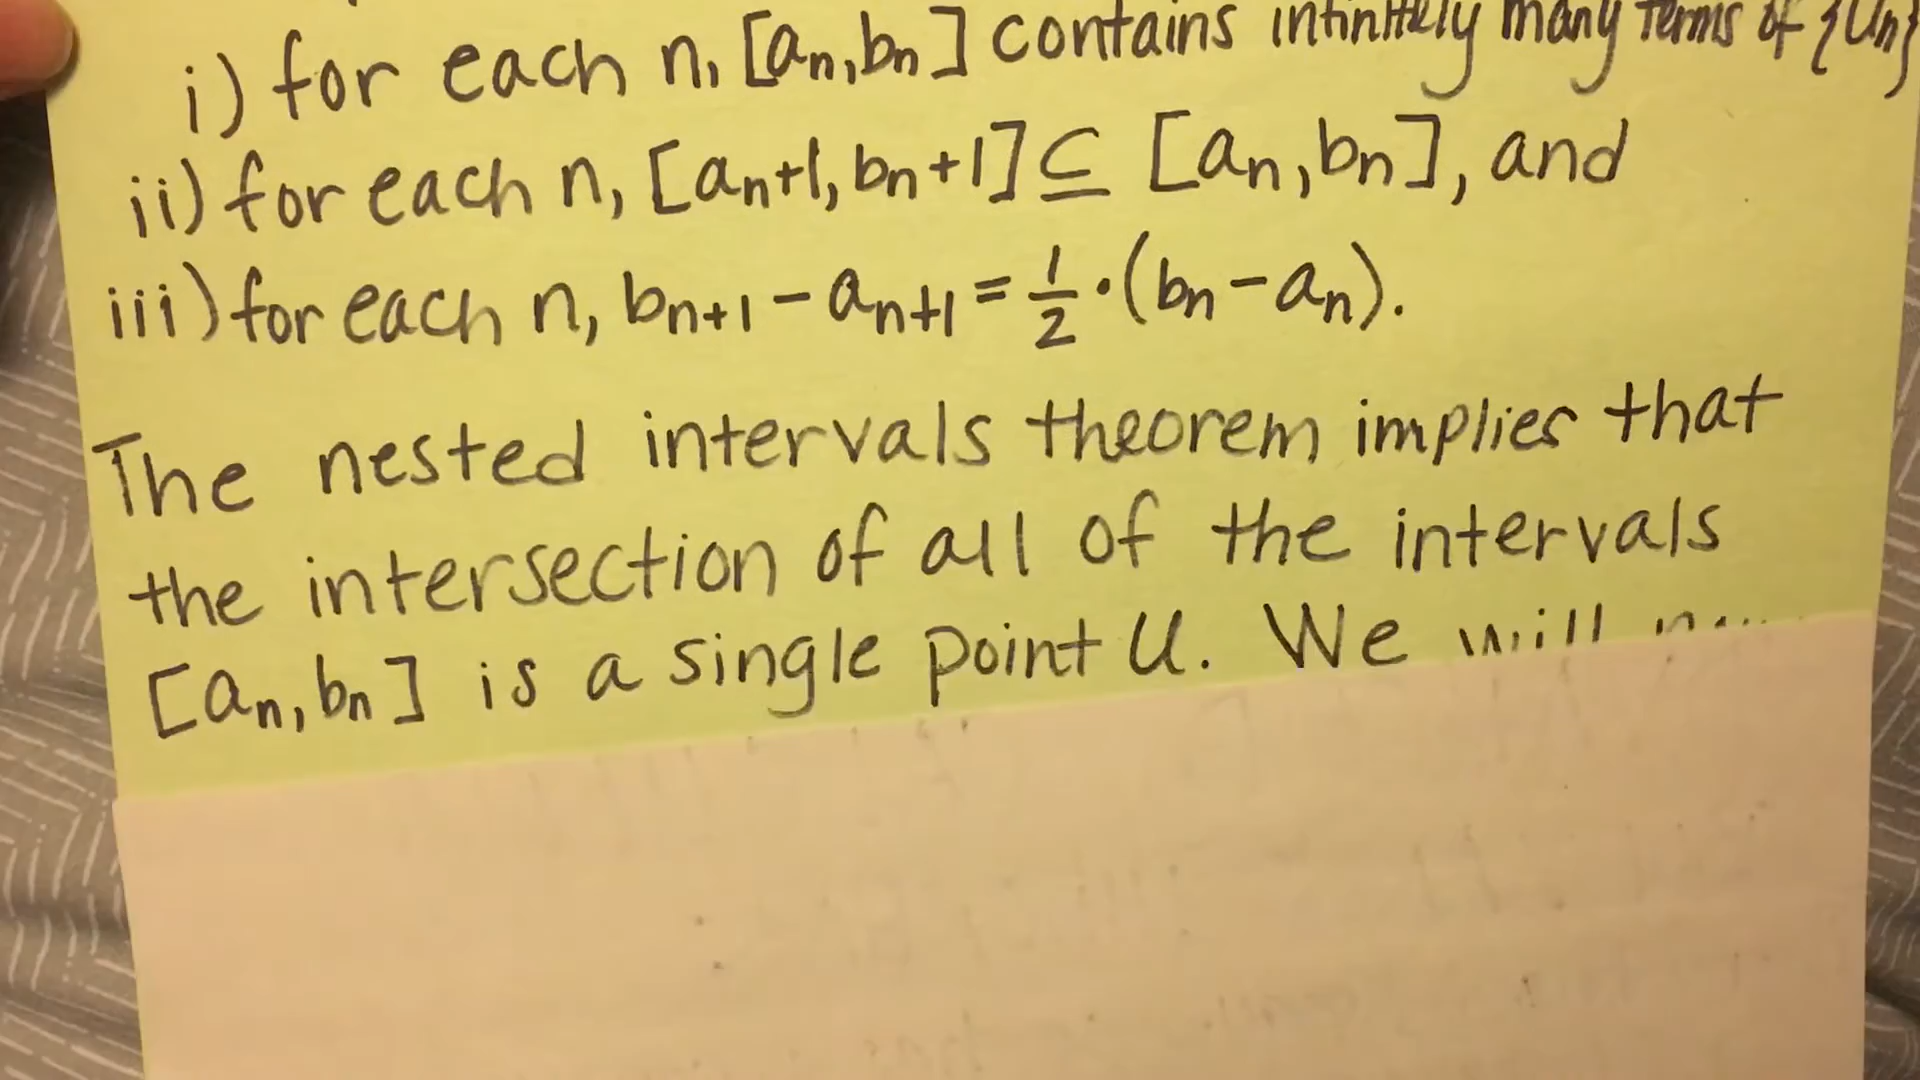 i) for each n, [an,bn] contains infinitely many terms of {Un}
ii) for each n, [an+1, bn+1] ⊆ [an, bn], and
iii) for each n, bn+1 - an+1 = 1/2 · (bn - an).
The nested intervals theorem implies that
the intersection of all of the intervals
[an, bn] is a single point U. We will